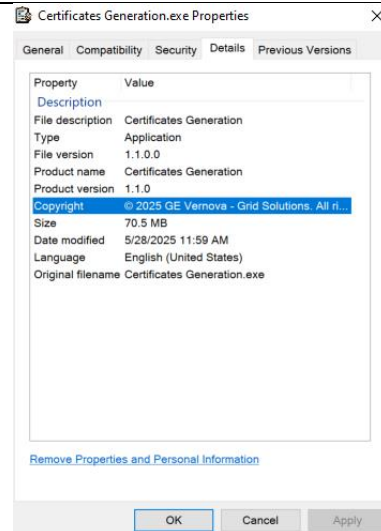 Certificates Generation.exe Properties
General Compatibility Security Details Previous Versions
Property Value
Description
File description Certificates Generation
Type Application
File version 1.1.0.0
Product name Certificates Generation
Product version 1.1.0
Copyright © 2025 GE Vernova - Grid Solutions. All ri...
Size 70.5 MB
Date modified 5/28/2025 11:59 AM
Language English (United States)
Original filename Certificates Generation.exe
Remove Properties and Personal Information
OK Cancel Apply